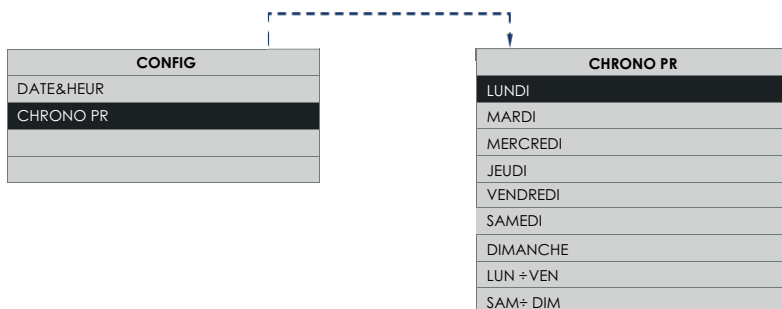 CONFIG
DATE&HEUR
CHRONO PR
CHRONO PR
LUNDI
MARDI
MERCREDI
JEUDI
VENDREDI
SAMEDI
DIMANCHE
LUN ÷VEN
SAM÷ DIM